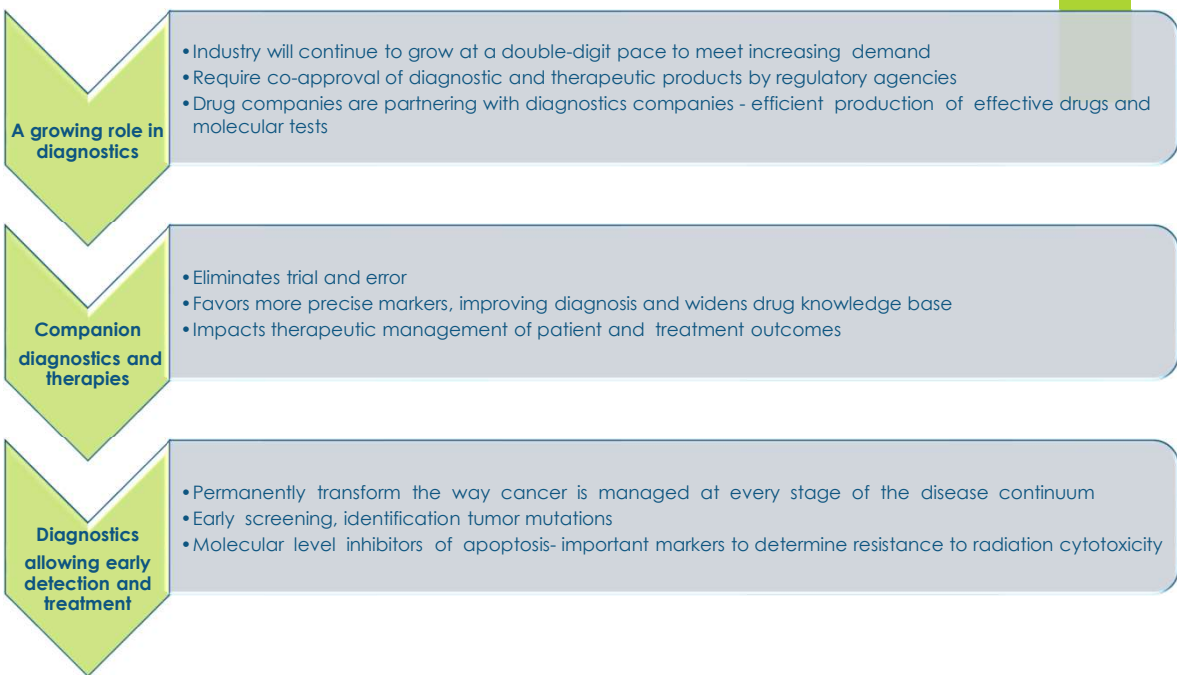 A growing role in
diagnostics
•Industry will continue to grow at a double-digit pace to meet increasing demand
•Require co-approval of diagnostic and therapeutic products by regulatory agencies
•Drug companies are partnering with diagnostics companies - efficient production of effective drugs and
molecular tests
Companion
diagnostics and
therapies
•Eliminates trial and error
•Favors more precise markers, improving diagnosis and widens drug knowledge base
•Impacts therapeutic management of patient and treatment outcomes
Diagnostics
allowing early
detection and
treatment
•Permanently transform the way cancer is managed at every stage of the disease continuum
•Early screening, identification tumor mutations
•Molecular level inhibitors of apoptosis- important markers to determine resistance to radiation cytotoxicity